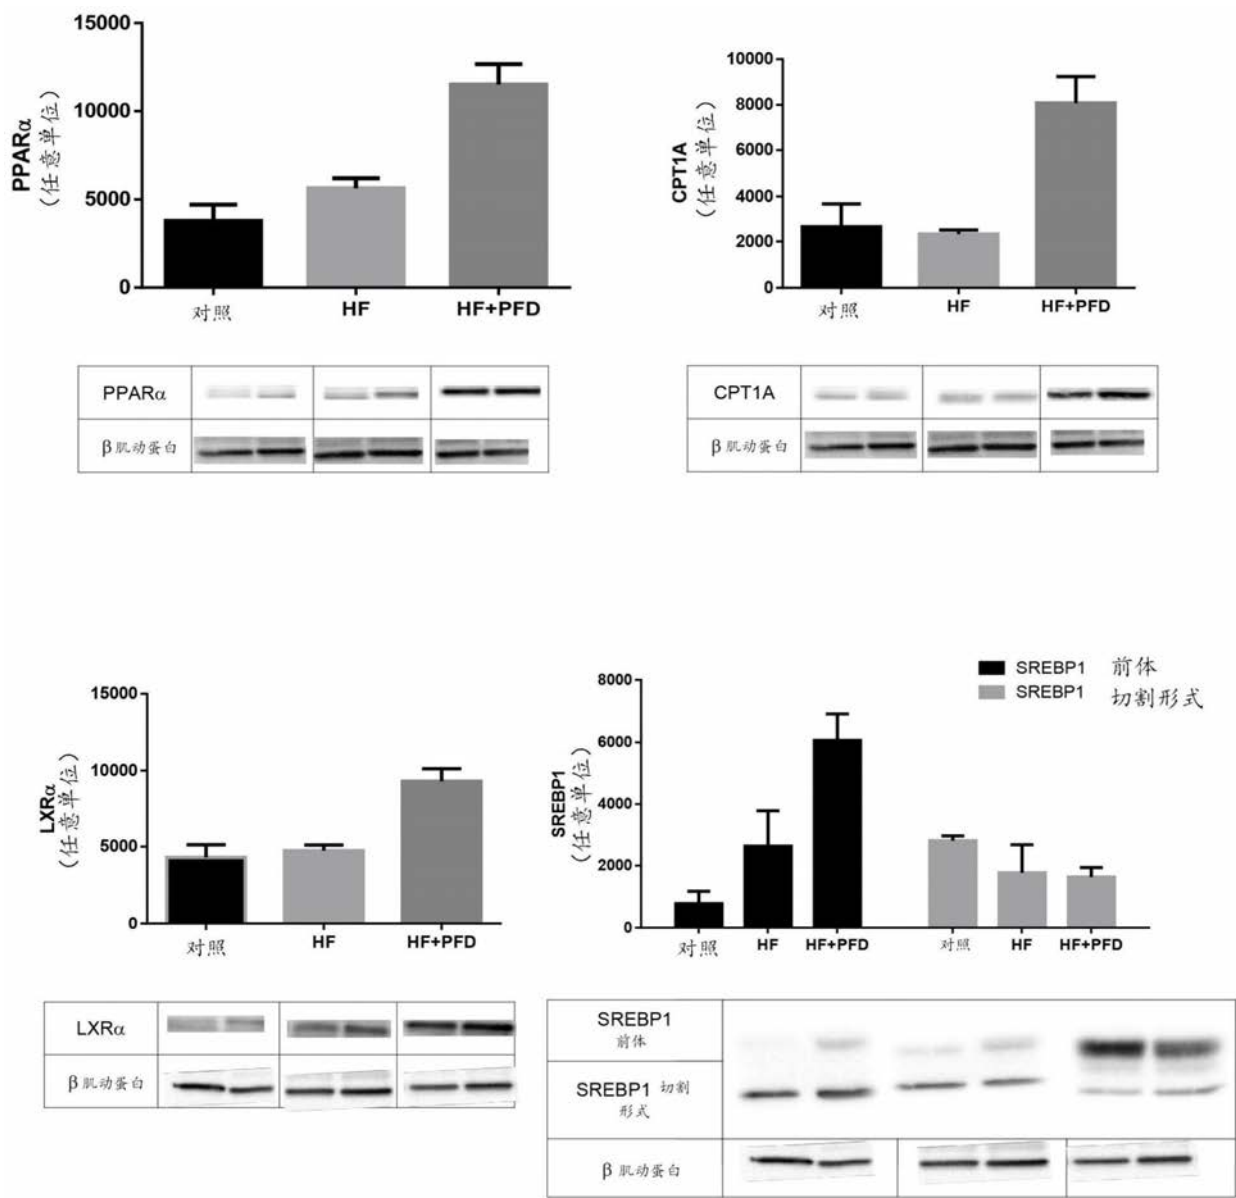 15000
10000
5000
0
PPARα
(任意单位)
对照
HF
HF+PFD
10000
8000
6000
4000
2000
0
CPT1A
(任意单位)
对照
HF
HF+PFD
PPARα
β 肌动蛋白
CPT1A
β 肌动蛋白
15000
10000
5000
0
LXRα
(任意单位)
对照
HF
HF+PFD
SREBP1 前体
SREBP1 切割形式
8000
6000
4000
2000
0
SREBP1
(任意单位)
对照
HF
HF+PFD
对照
HF
HF+PFD
LXRα
β 肌动蛋白
SREBP1
前体
SREBP1 切割
形式
β 肌动蛋白